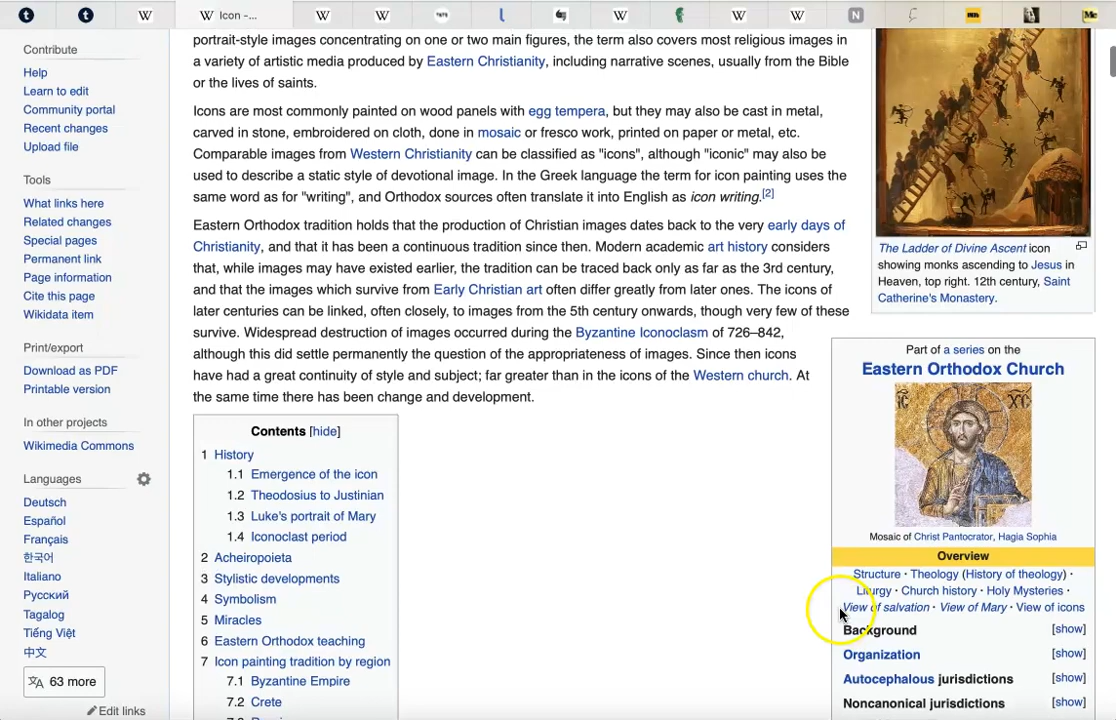 Icon -...
Contribute
Help
Learn to edit
Community portal
Recent changes
Upload file
Tools
What links here
Related changes
Special pages
Permanent link
Page information
Cite this page
Wikidata item
Print/export
Download as PDF
Printable version
In other projects
Wikimedia Commons
Languages
Deutsch
Español
Français
한국어
Italiano
Русский
Tagalog
Tiếng Việt
中文
63 more
Edit links
portrait-style images concentrating on one or two main figures, the term also covers most religious images in
a variety of artistic media produced by Eastern Christianity, including narrative scenes, usually from the Bible
or the lives of saints.
Icons are most commonly painted on wood panels with egg tempera, but they may also be cast in metal,
carved in stone, embroidered on cloth, done in mosaic or fresco work, printed on paper or metal, etc.
Comparable images from Western Christianity can be classified as "icons", although "iconic" may also be
used to describe a static style of devotional image. In the Greek language the term for icon painting uses the
same word as for "writing", and Orthodox sources often translate it into English as icon writing.[2]
Eastern Orthodox tradition holds that the production of Christian images dates back to the very early days of
Christianity, and that it has been a continuous tradition since then. Modern academic art history considers
that, while images may have existed earlier, the tradition can be traced back only as far as the 3rd century,
and that the images which survive from Early Christian art often differ greatly from later ones. The icons of
later centuries can be linked, often closely, to images from the 5th century onwards, though very few of these
survive. Widespread destruction of images occurred during the Byzantine Iconoclasm of 726–842,
although this did settle permanently the question of the appropriateness of images. Since then icons
have had a great continuity of style and subject; far greater than in the icons of the Western church. At
the same time there has been change and development.
Contents [hide]
1 History
1.1 Emergence of the icon
1.2 Theodosius to Justinian
1.3 Luke's portrait of Mary
1.4 Iconoclast period
2 Acheiropoieta
3 Stylistic developments
4 Symbolism
5 Miracles
6 Eastern Orthodox teaching
7 Icon painting tradition by region
7.1 Byzantine Empire
7.2 Crete
The Ladder of Divine Ascent icon
showing monks ascending to Jesus in
Heaven, top right. 12th century, Saint
Catherine's Monastery.
Part of a series on the
Eastern Orthodox Church
Mosaic of Christ Pantocrator, Hagia Sophia
Overview
Structure · Theology (History of theology) ·
Liturgy · Church history · Holy Mysteries ·
View of salvation · View of Mary · View of icons
Background [show]
Organization [show]
Autocephalous jurisdictions [show]
Noncanonical jurisdictions [show]